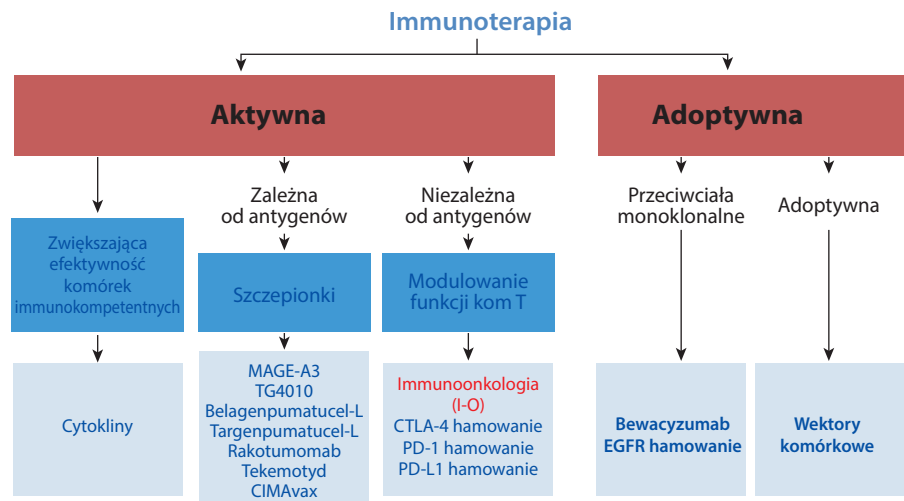 Immunoterapia
Aktywna
Adoptywna
Zależna
od antygenów
Niezależna
od antygenów
Przeciwciała
monoklonalne
Adoptywna
Zwiększająca
efektywność
komórek
immunokompetentnych
Szczepionki
Modulowanie
funkcji kom T
Cytokliny
MAGE-A3
TG4010
Belagenpumatucel-L
Targenpumatucel-L
Rakotumomab
Tekemotyd
CIMAvax
Immunoonkologia
(I-O)
CTLA-4 hamowanie
PD-1 hamowanie
PD-L1 hamowanie
Bewacyzumab
EGFR hamowanie
Wektory
komórkowe